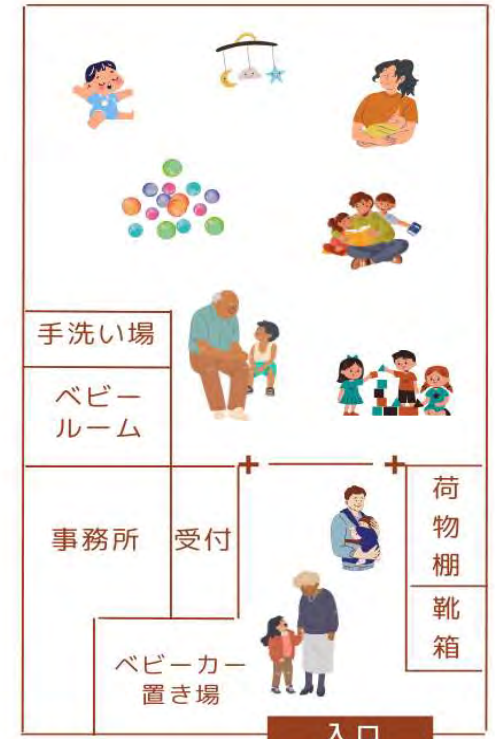 手洗い場
ベビー
ルーム
事務所
受付
荷
物
棚
靴
箱
ベビーカー
置き場
入口